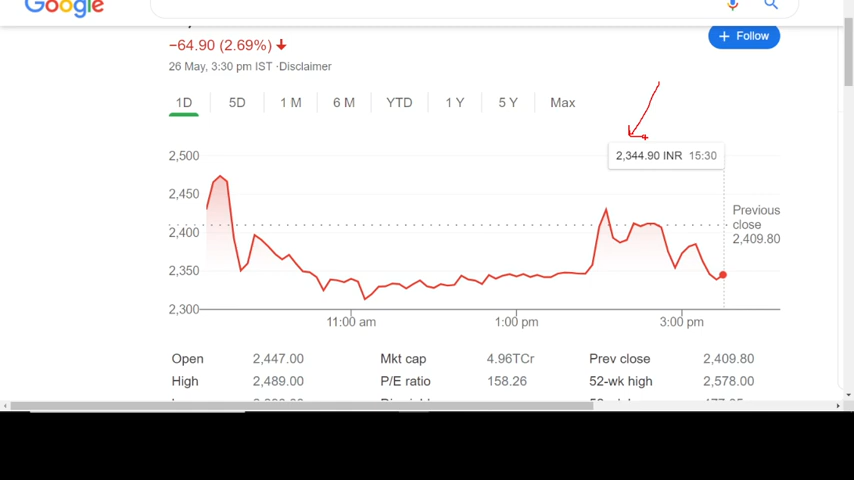 Google
−64.90 (2.69%)
Follow
26 May, 3:30 pm IST ·Disclaimer
1D 5D 1 M 6 M YTD 1 Y 5 Y Max
2,344.90 INR 15:30
2,500
2,450
2,400
2,350
2,300
Previous
close
2,409.80
11:00 am 1:00 pm 3:00 pm
Open 2,447.00 Mkt cap 4.96TCr Prev close 2,409.80
High 2,489.00 P/E ratio 158.26 52-wk high 2,578.00